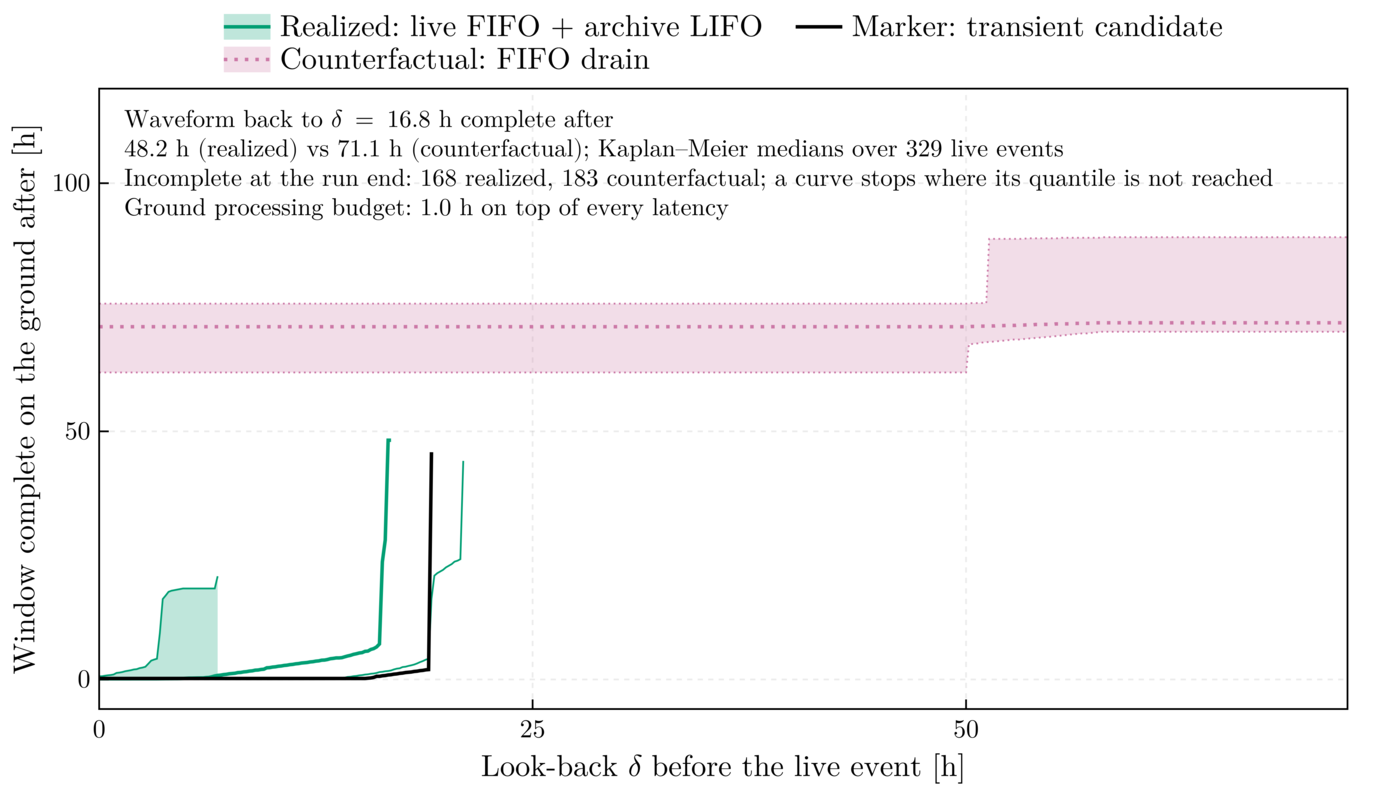 Realized: live FIFO + archive LIFO
Marker: transient candidate
Counterfactual: FIFO drain
Waveform back to δ = 16.8 h complete after
48.2 h (realized) vs 71.1 h (counterfactual); Kaplan–Meier medians over 329 live events
Incomplete at the run end: 168 realized, 183 counterfactual; a curve stops where its quantile is not reached
Ground processing budget: 1.0 h on top of every latency
Window complete on the ground after [h]
100
50
0
0
25
50
Look-back δ before the live event [h]